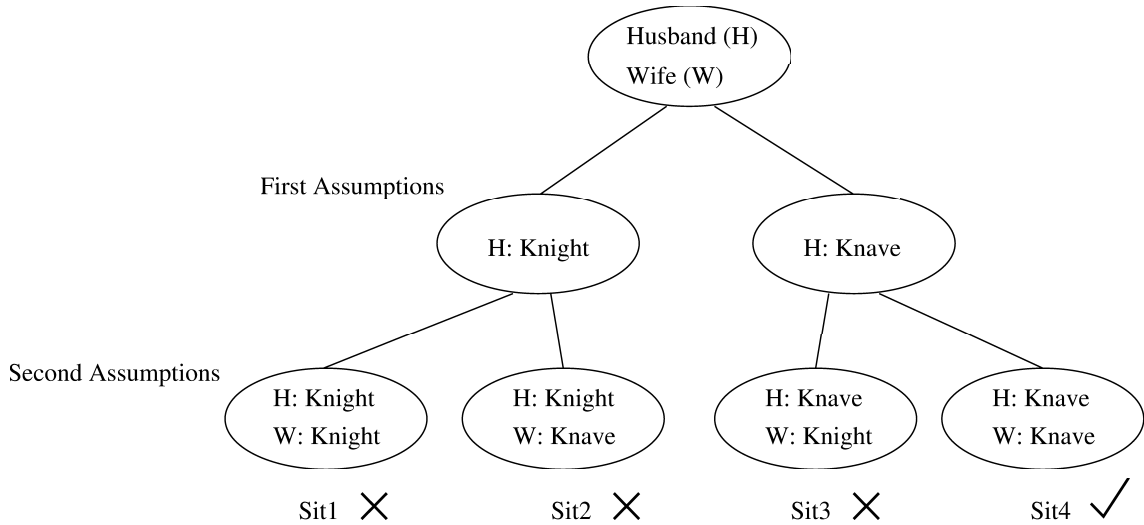 Husband (H)
Wife (W)
First Assumptions
H: Knight
H: Knave
Second Assumptions
H: Knight
W: Knight
H: Knight
W: Knave
H: Knave
W: Knight
H: Knave
W: Knave
Sit1
Sit2
Sit3
Sit4